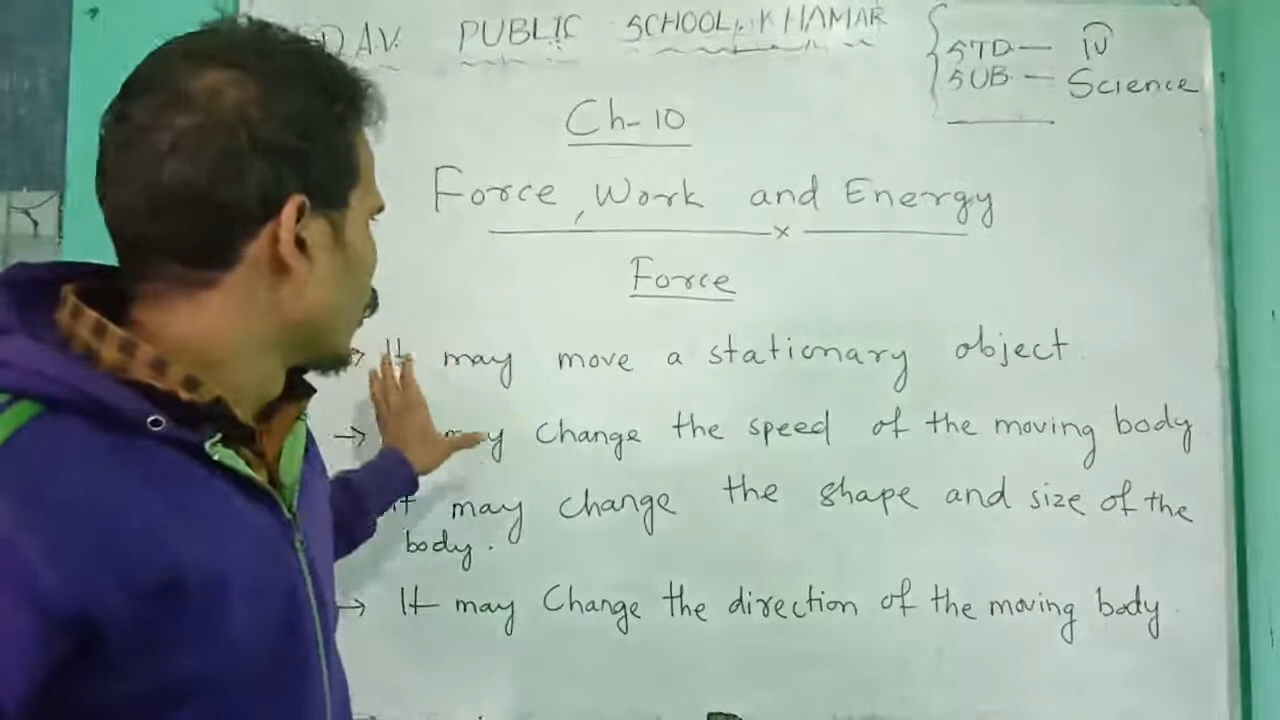 D.A.V. PUBLIC SCHOOL, KHAMAR
STD — IV
SUB — Science
Ch-10
Force, Work and Energy
x
Force
→ It may move a stationary object
→ may change the speed of the moving body
It may change the shape and size of the
body.
→ It may Change the direction of the moving body.